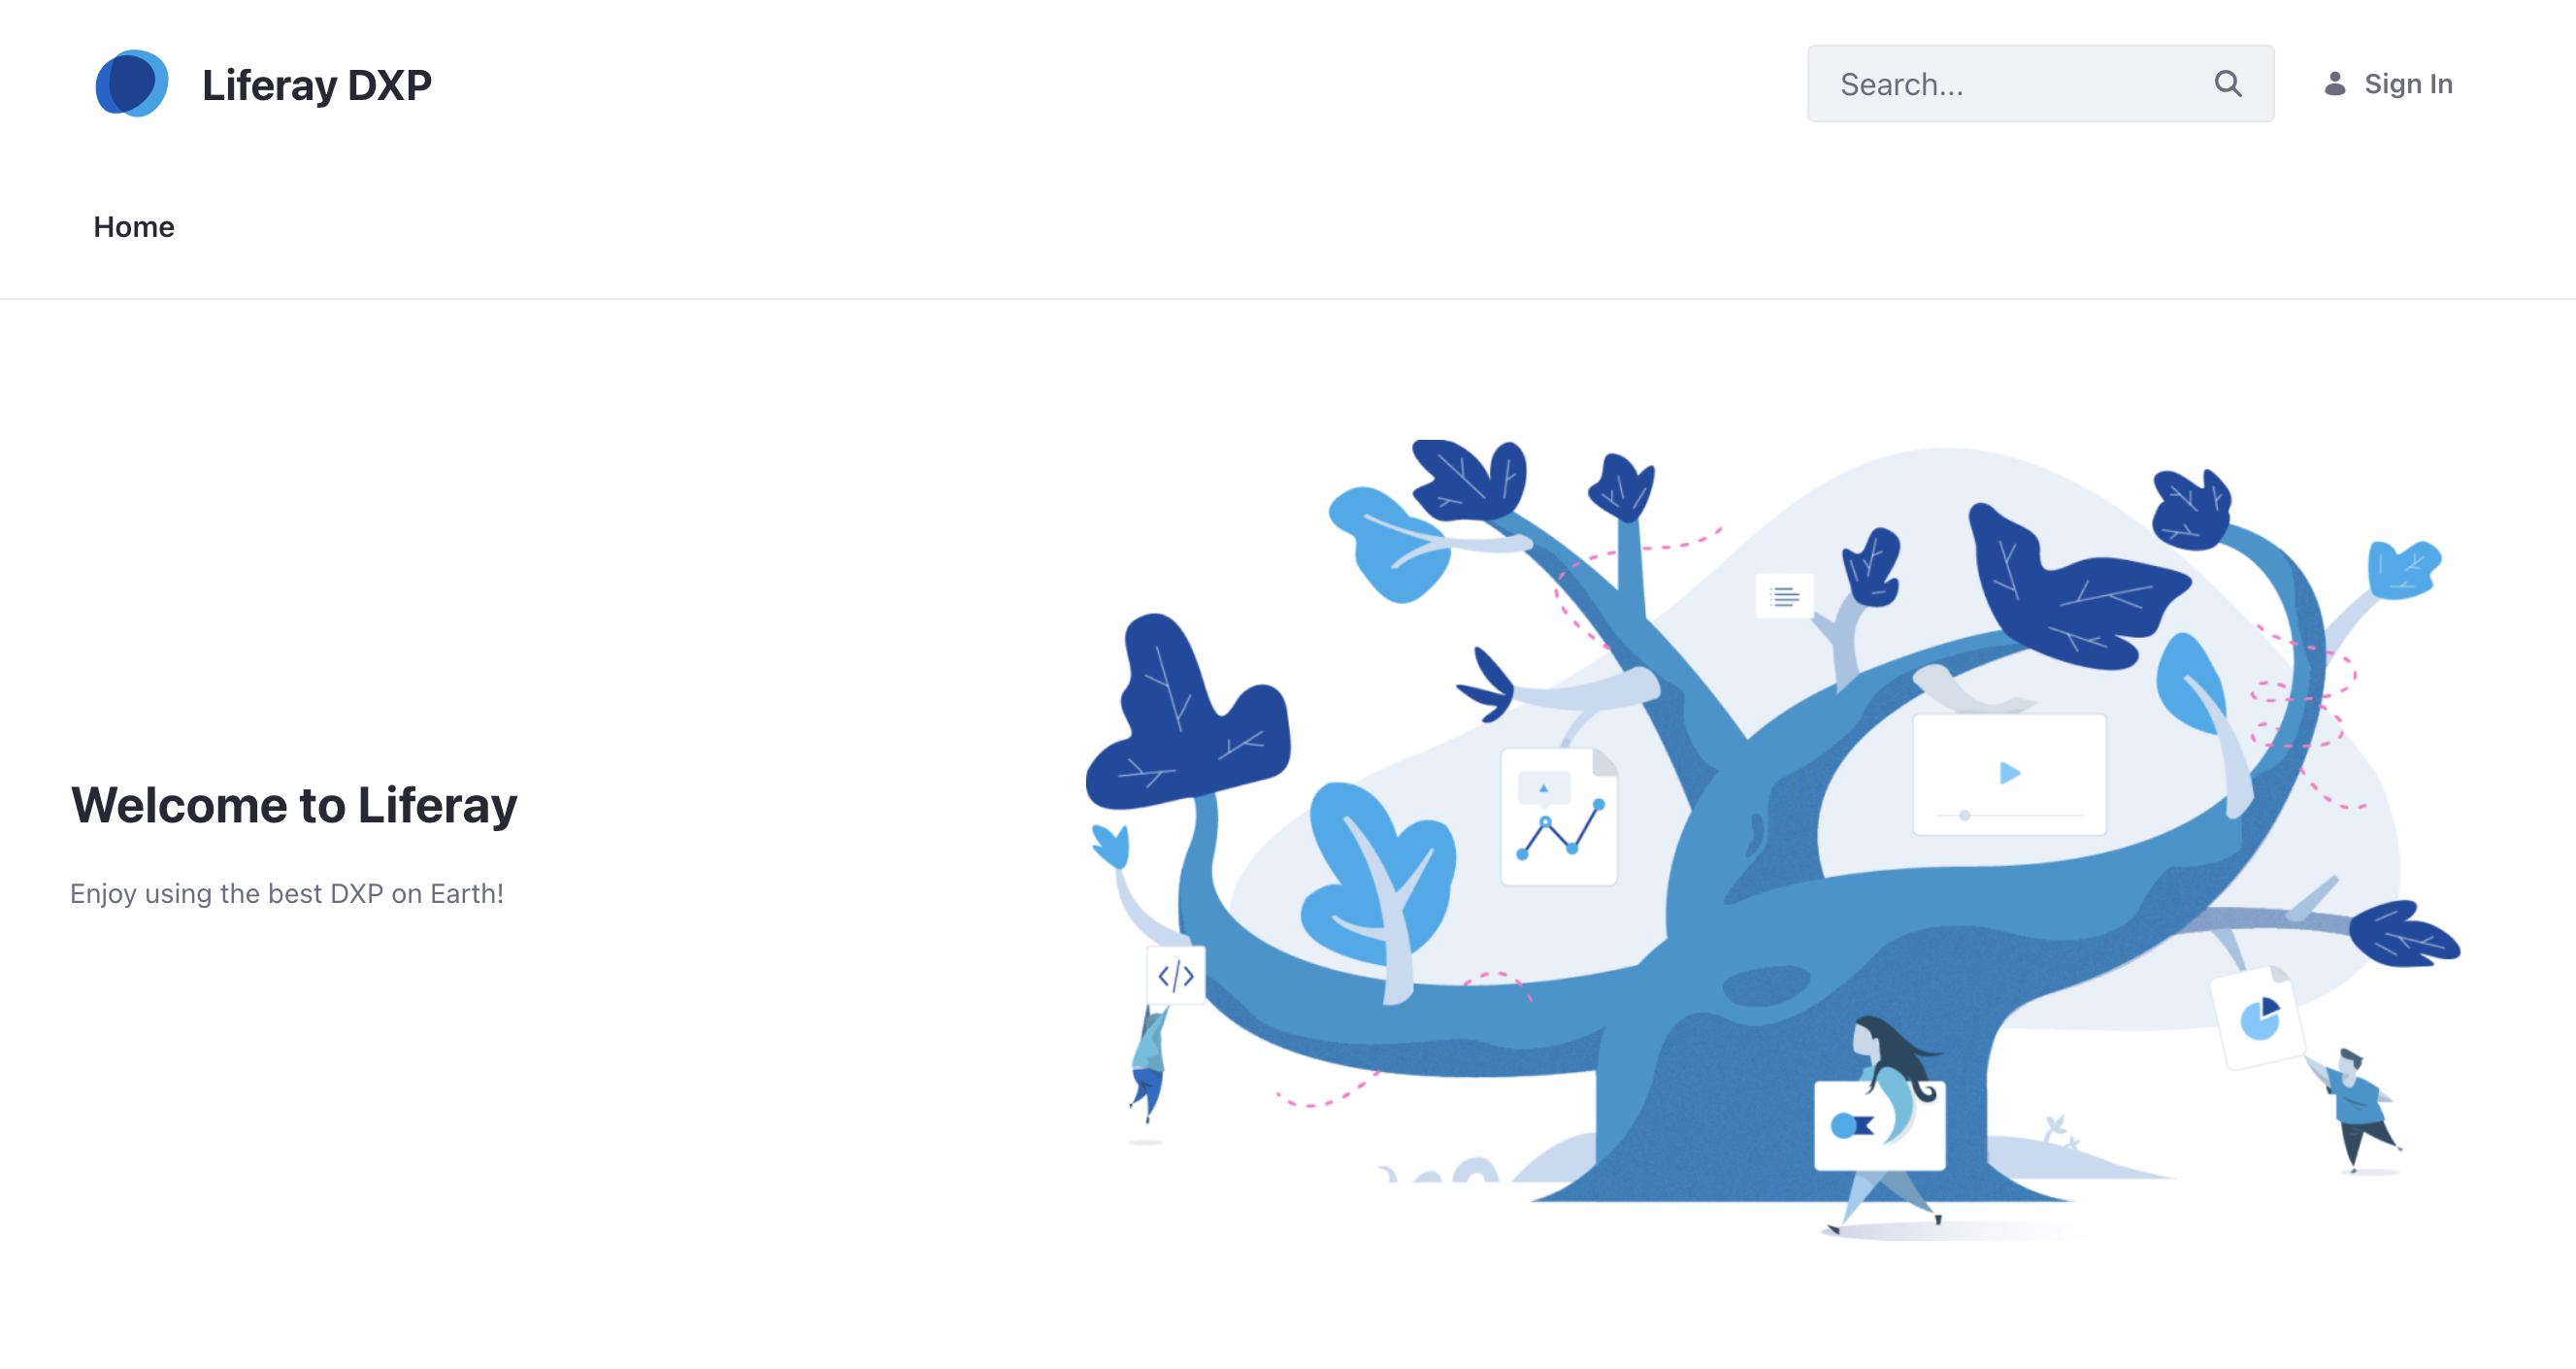 Liferay DXP
Search...
Sign In
Home
Welcome to Liferay
Enjoy using the best DXP on Earth!